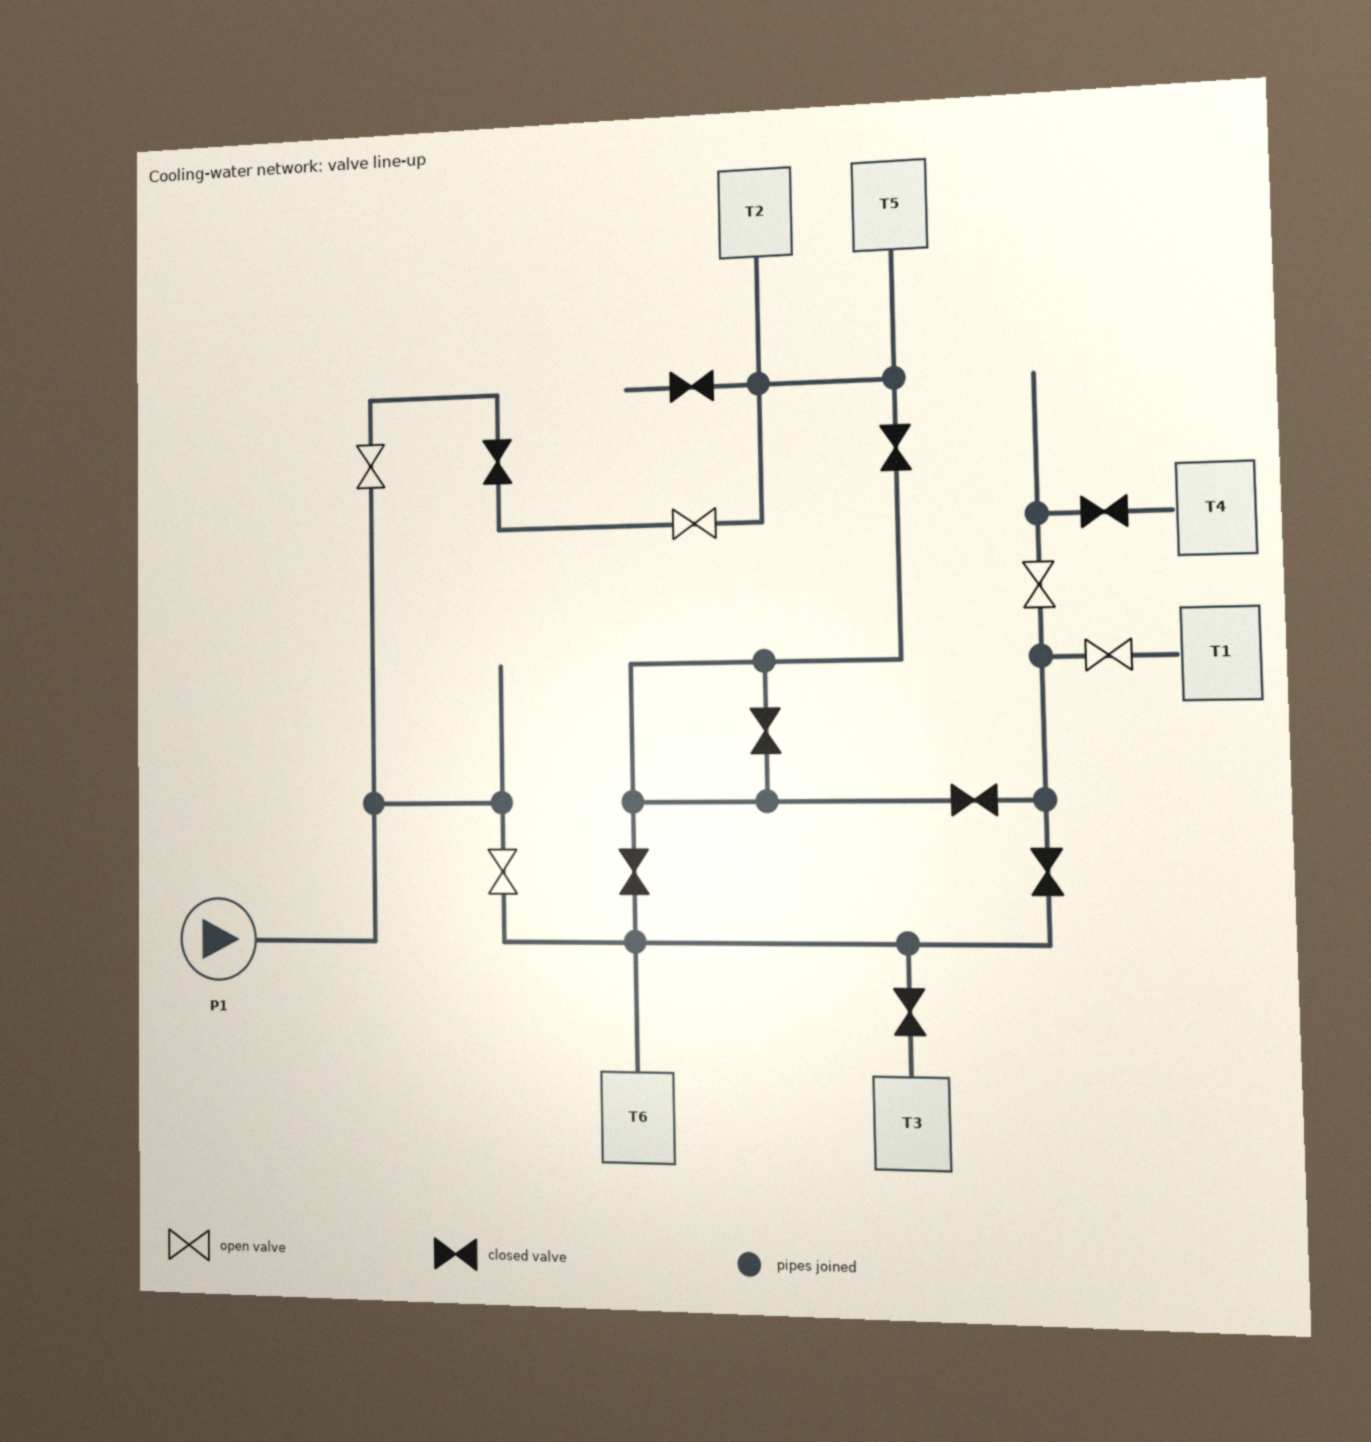 Cooling-water network: valve line-up
T2
T5
T4
T1
P1
T6
T3
open valve
closed valve
pipes joined